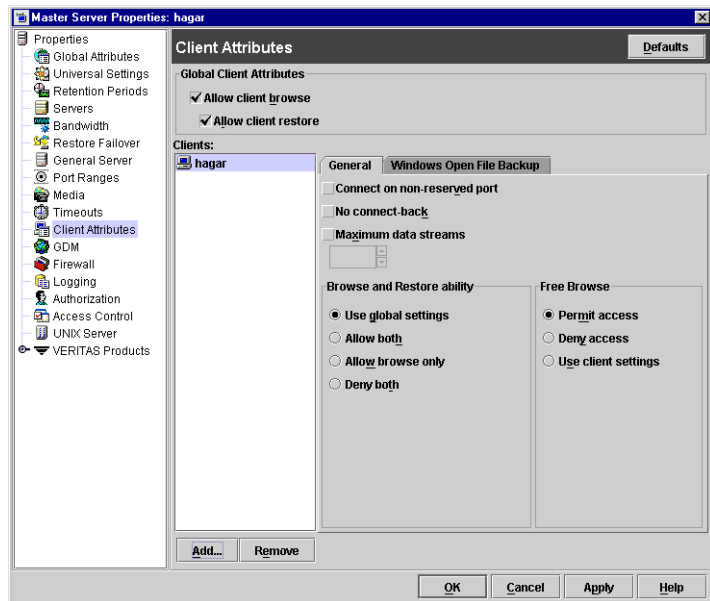 Master Server Properties: hagar
Properties
Global Attributes
Universal Settings
Retention Periods
Servers
Bandwidth
Restore Failover
General Server
Port Ranges
Media
Timeouts
Client Attributes
GDM
Firewall
Logging
Authorization
Access Control
UNIX Server
VERITAS Products
Client Attributes
Defaults
Global Client Attributes
Allow client browse
Allow client restore
Clients:
hagar
General
Windows Open File Backup
Connect on non-reserved port
No connect-back
Maximum data streams
Browse and Restore ability
Use global settings
Allow both
Allow browse only
Deny both
Free Browse
Permit access
Deny access
Use client settings
Add...
Remove
OK
Cancel
Apply
Help